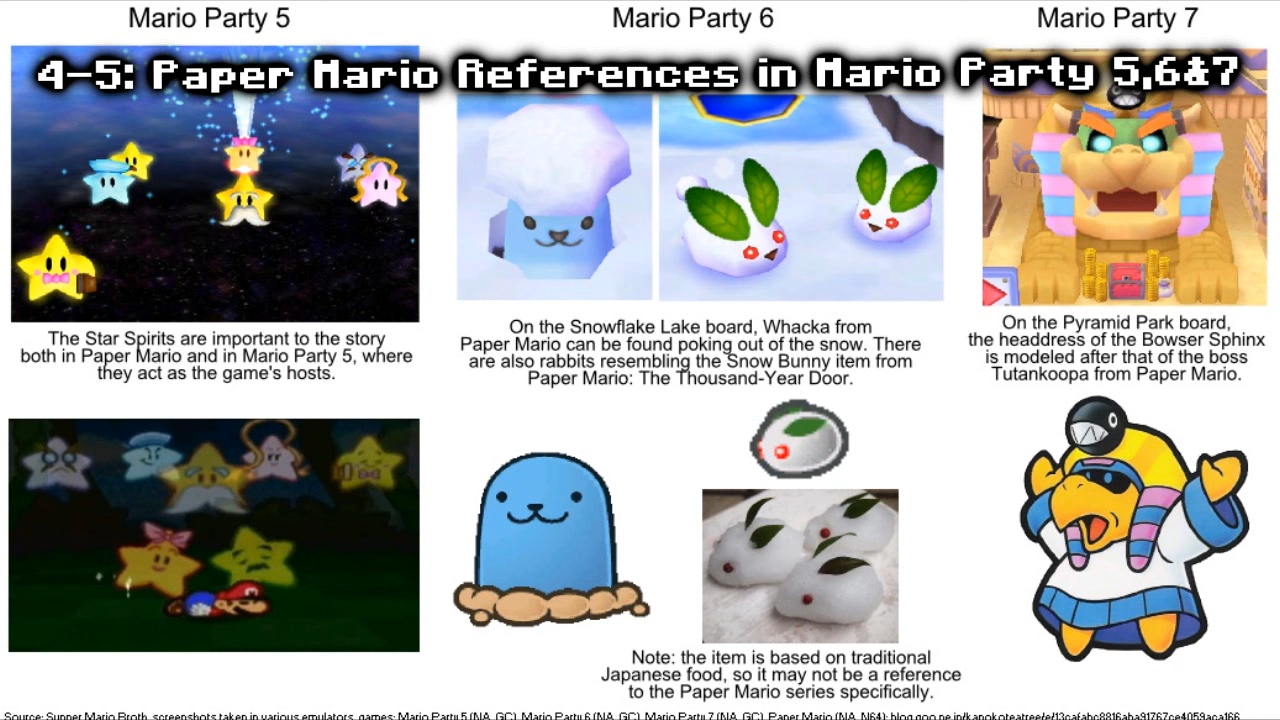 Mario Party 5
Mario Party 6
Mario Party 7
4-5: Paper Mario References in Mario Party 5,6&7
The Star Spirits are important to the story
both in Paper Mario and in Mario Party 5, where
they act as the game's hosts.
On the Snowflake Lake board, Whacka from
Paper Mario can be found poking out of the snow. There
are also rabbits resembling the Snow Bunny item from
Paper Mario: The Thousand-Year Door.
On the Pyramid Park board,
the headdress of the Bowser Sphinx
is modeled after that of the boss
Tutankoopa from Paper Mario.
Note: the item is based on traditional
Japanese food, so it may not be a reference
to the Paper Mario series specifically.
Source: Supper Mario Broth, screenshots taken in various emulators, games: Mario Party 5 (NA, GC), Mario Party 6 (NA, GC), Mario Party 7 (NA, GC), Paper Mario (NA, N64);